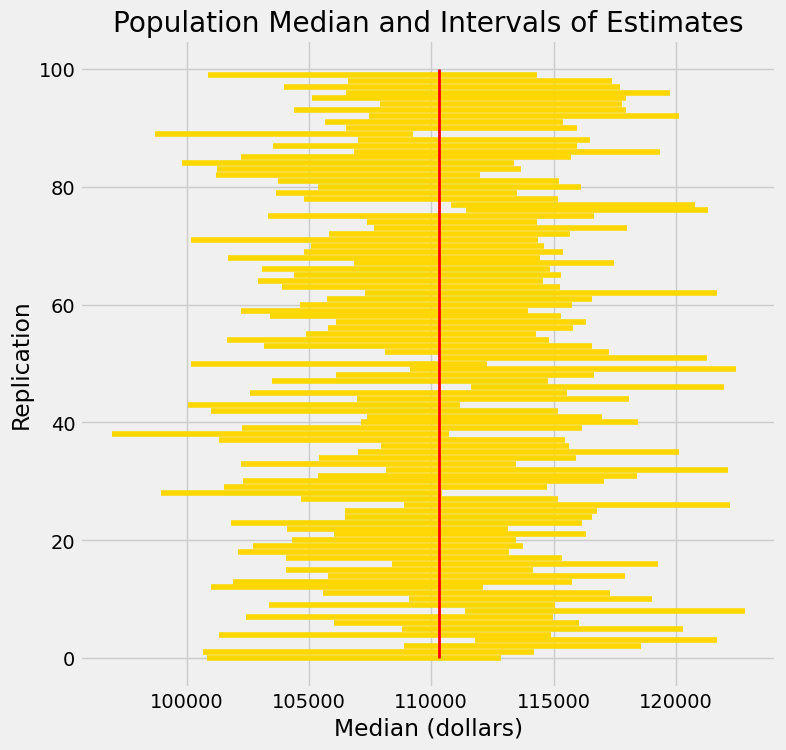 Population Median and Intervals of Estimates
100
80
60
40
20
0
Replication
100000 105000 110000 115000 120000
Median (dollars)